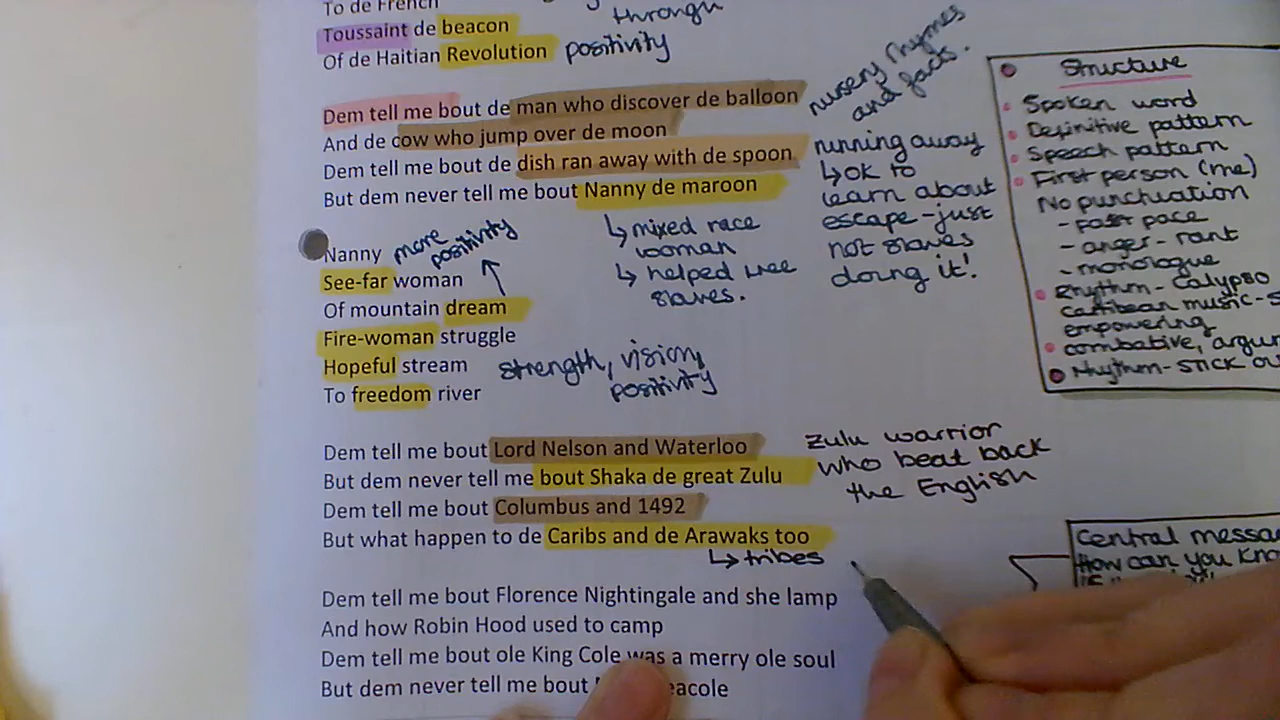 To de French
through
Toussaint de beacon
Of de Haitian Revolution
positivity
Dem tell me bout de man who discover de balloon
And de cow who jump over de moon
Dem tell me bout de dish ran away with de spoon
But dem never tell me bout Nanny de maroon
nursery rhymes
and facts.
running away
↳ ok to
learn about
escape - just
not slaves
doing it!
↳ mixed race
woman
↳ helped free
slaves.
Nanny
See-far woman
Of mountain dream
Fire-woman struggle
Hopeful stream
To freedom river
more
positivity
strength, vision,
positivity
Dem tell me bout Lord Nelson and Waterloo
But dem never tell me bout Shaka de great Zulu
Dem tell me bout Columbus and 1492
But what happen to de Caribs and de Arawaks too
↳ tribes
Zulu warrior
who beat back
the English
Dem tell me bout Florence Nightingale and she lamp
And how Robin Hood used to camp
Dem tell me bout ole King Cole was a merry ole soul
But dem never tell me bout
Structure
Spoken word
Definitive pattern
Speech pattern
First person (me)
No punctuation
- fast pace
- anger - rant
- monologue
Rhythm - Calypso
music -
empowering
combative,
Rhythm - STICK
Central
How can you